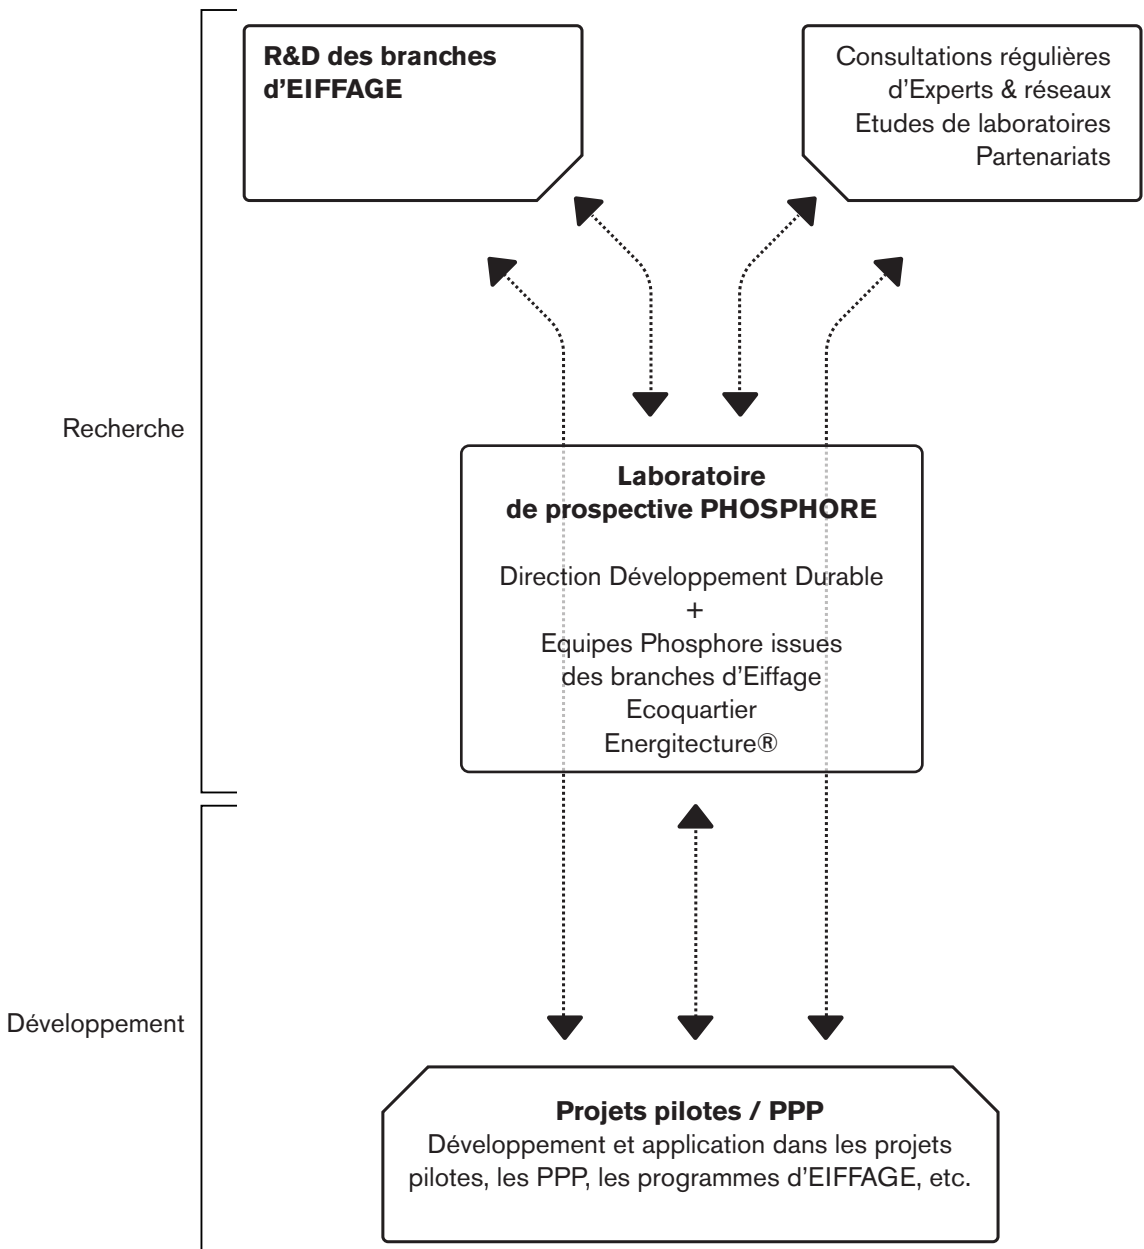 R&D des branches
d’EIFFAGE
Consultations régulières
d’Experts & réseaux
Etudes de laboratoires
Partenariats
Recherche
Laboratoire
de prospective PHOSPHORE
Direction Développement Durable
+
Equipes Phosphore issues
des branches d’Eiffage
Ecoquartier
Energitecture®
Développement
Projets pilotes / PPP
Développement et application dans les projets
pilotes, les PPP, les programmes d’EIFFAGE, etc.